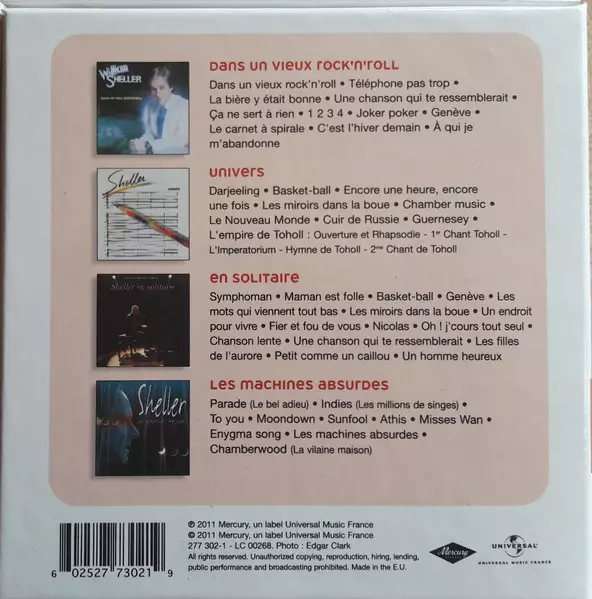 William
SHELLER
DANS UN VIEUX ROCK'N'ROLL
Dans un vieux rock'n'roll • Téléphone pas trop •
La bière y était bonne • Une chanson qui te ressemblerait •
Ça ne sert à rien • 1 2 3 4 • Joker poker • Genève •
Le carnet à spirale • C'est l'hiver demain • À qui je
m'abandonne
Sheller
UNIVERS
Darjeeling • Basket-ball • Encore une heure, encore
une fois • Les miroirs dans la boue • Chamber music •
Le Nouveau Monde • Cuir de Russie • Guernesey •
L'empire de Toholl : Ouverture et Rhapsodie - 1er Chant Toholl -
L'Imperatorium - Hymne de Toholl - 2me Chant de Toholl
Sheller en solitaire
EN SOLITAIRE
Symphoman • Maman est folle • Basket-ball • Genève • Les
mots qui viennent tout bas • Les miroirs dans la boue • Un endroit
pour vivre • Fier et fou de vous • Nicolas • Oh ! j'cours tout seul •
Chanson lente • Une chanson qui te ressemblerait • Les filles
de l'aurore • Petit comme un caillou • Un homme heureux
Sheller
LES MACHINES ABSURDES
Parade (Le bel adieu) • Indies (Les millions de singes) •
To you • Moondown • Sunfool • Athis • Misses Wan •
Enygma song • Les machines absurdes •
Chamberwood (La vilaine maison)
℗ 2011 Mercury, un label Universal Music France
© 2011 Mercury, un label Universal Music France
277 302-1 - LC 00268. Photo : Edgar Clark
All rights reserved. Unauthorized copying, reproduction, hiring, lending,
public performance and broadcasting prohibited. Made in the E.U.
6 02527 73021 9
Mercury
UNIVERSAL
UNIVERSAL MUSIC FRANCE